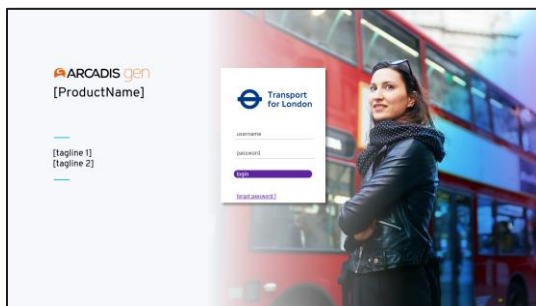 ARCADIS gen
[ProductName]
[tagline 1]
[tagline 2]
Transport
for London
username
password
login
forgot password?